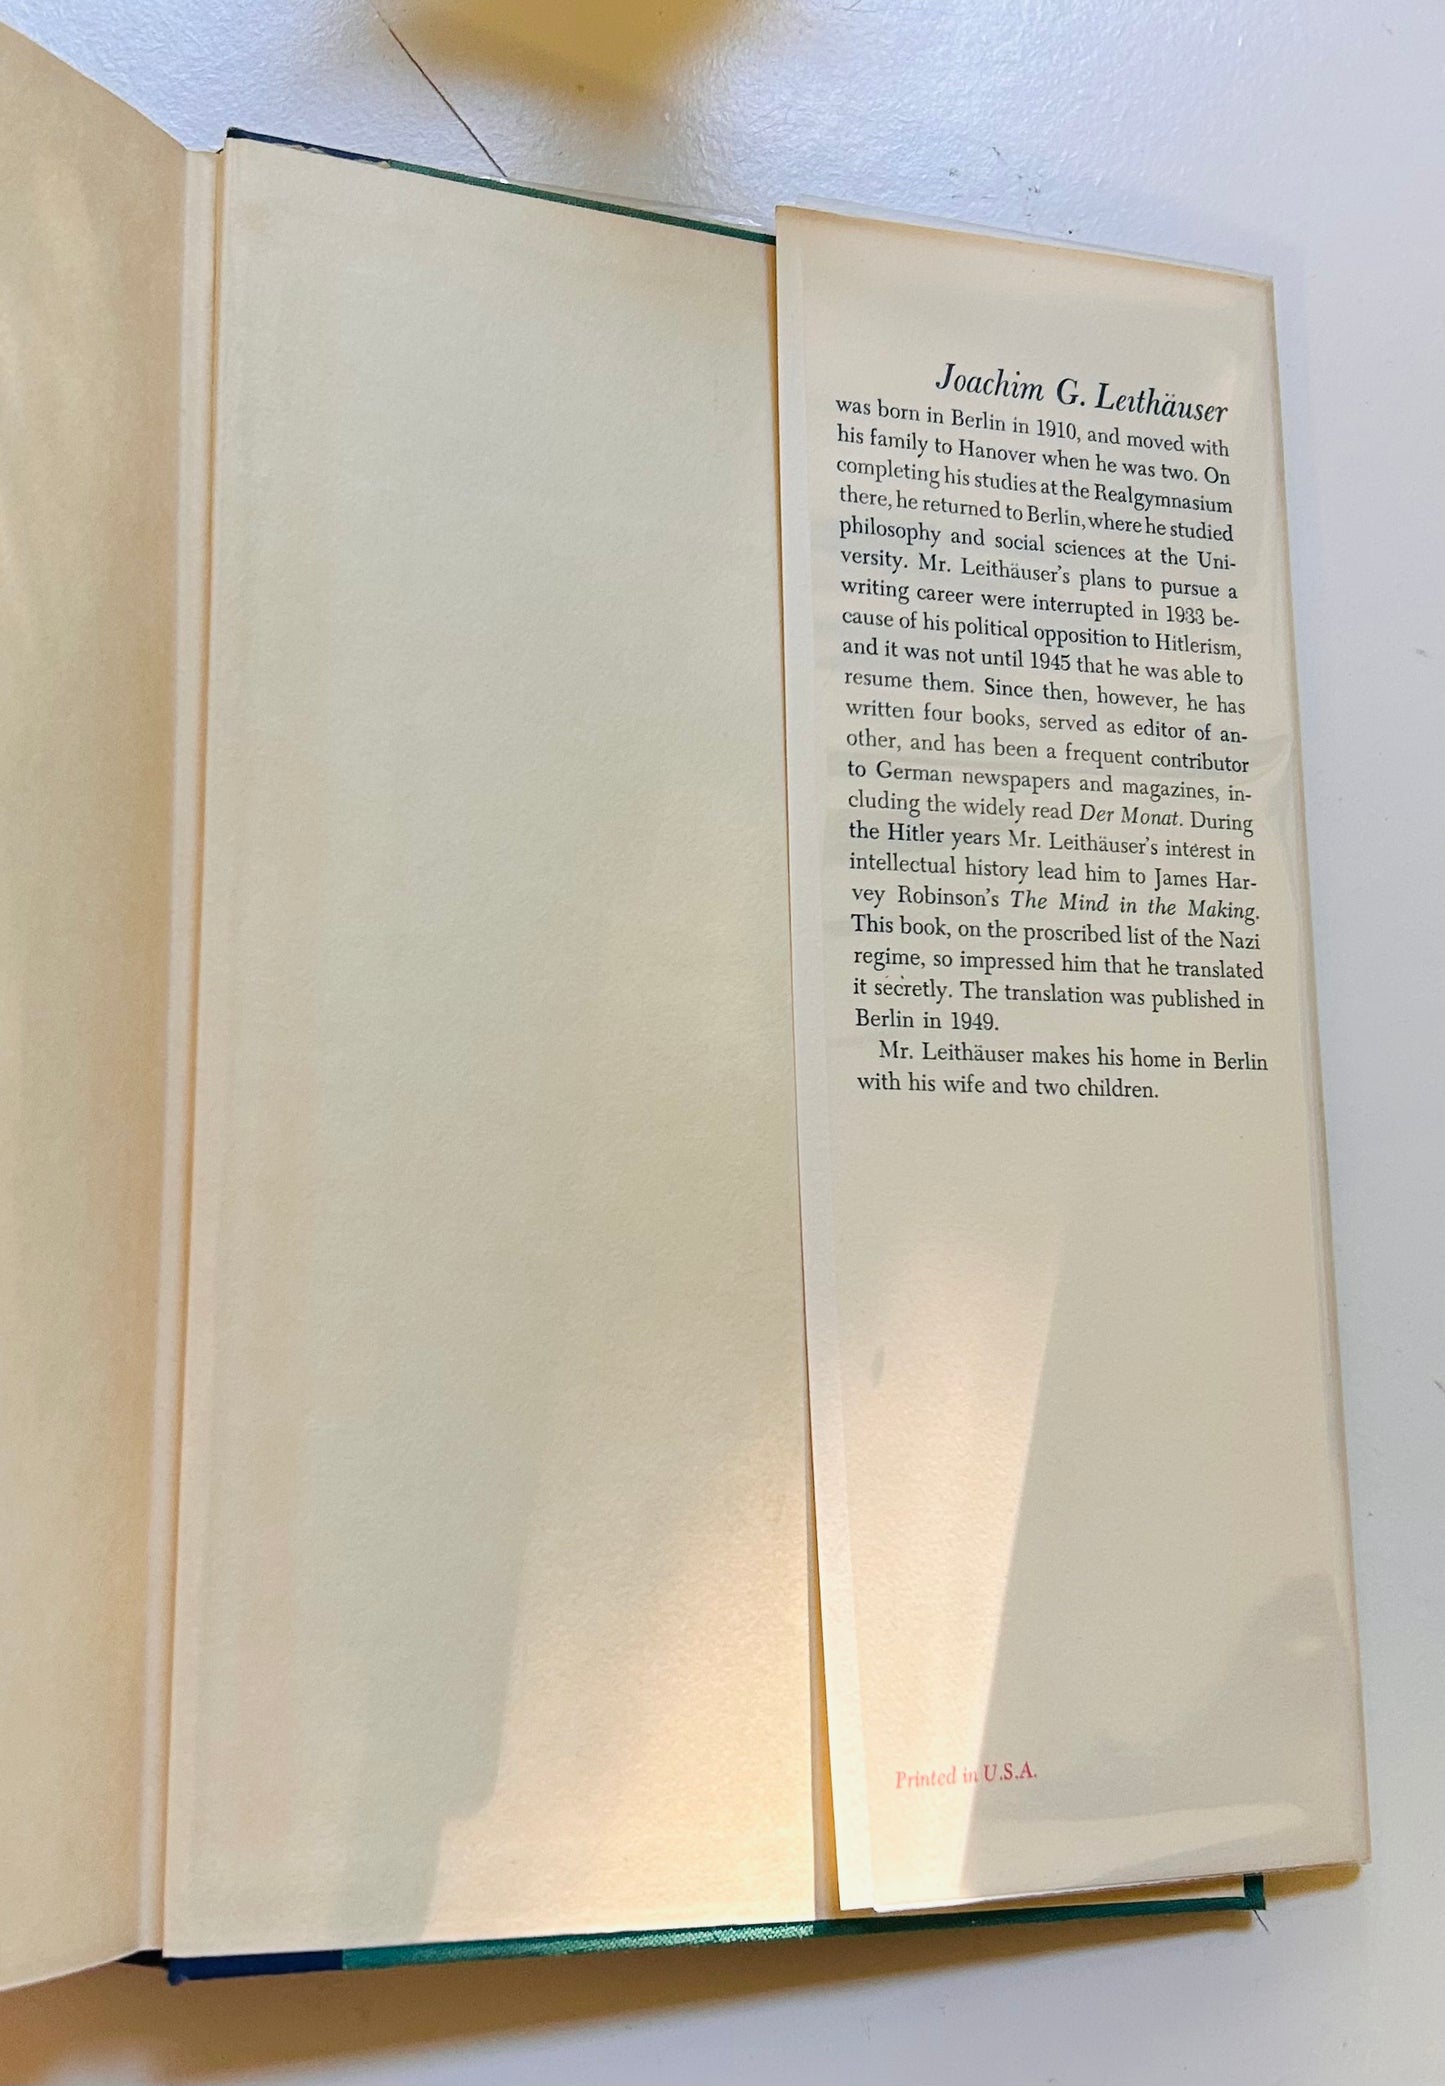 Joachim G. Leithäuser
was born in Berlin in 1910, and moved with
his family to Hanover when he was two. On
completing his studies at the Realgymnasium
there, he returned to Berlin, where he studied
philosophy and social sciences at the Uni-
versity. Mr. Leithäuser's plans to pursue a
writing career were interrupted in 1933 be-
cause of his political opposition to Hitlerism,
and it was not until 1945 that he was able to
resume them. Since then, however, he has
written four books, served as editor of an-
other, and has been a frequent contributor
to German newspapers and magazines, in-
cluding the widely read Der Monat. During
the Hitler years Mr. Leithäuser's interest in
intellectual history lead him to James Har-
vey Robinson's The Mind in the Making.
This book, on the proscribed list of the Nazi
regime, so impressed him that he translated
it secretly. The translation was published in
Berlin in 1949.
Mr. Leithäuser makes his home in Berlin
with his wife and two children.
Printed in U.S.A.